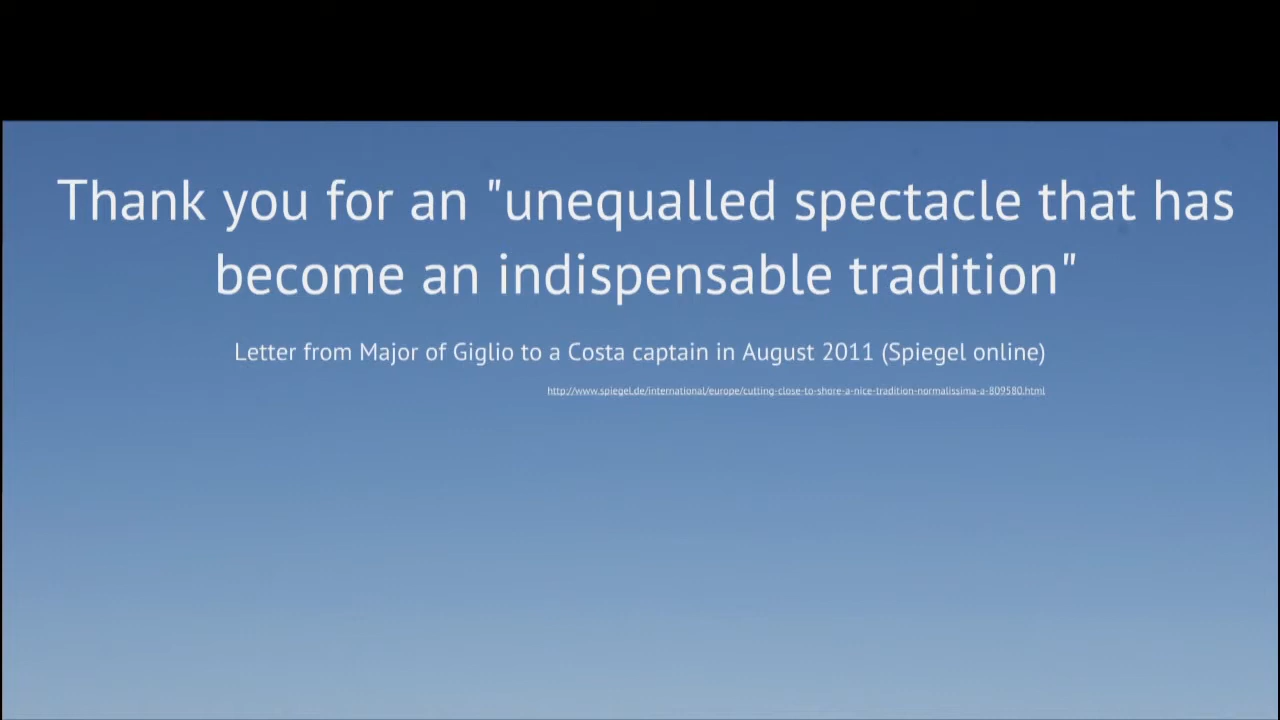 Thank you for an "unequalled spectacle that has
become an indispensable tradition"
Letter from Major of Giglio to a Costa captain in August 2011 (Spiegel online)
http://www.spiegel.de/international/europe/cutting-close-to-shore-a-nice-tradition-normalissima-a-809580.html